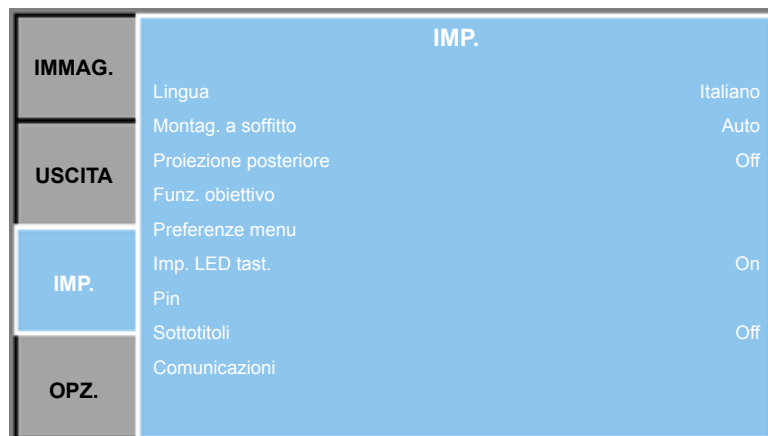 IMMAG.
USCITA
IMP.
OPZ.
IMP.
Lingua Italiano
Montag. a soffitto Auto
Proiezione posteriore Off
Funz. obiettivo
Preferenze menu
Imp. LED tast. On
Pin
Sottotitoli Off
Comunicazioni